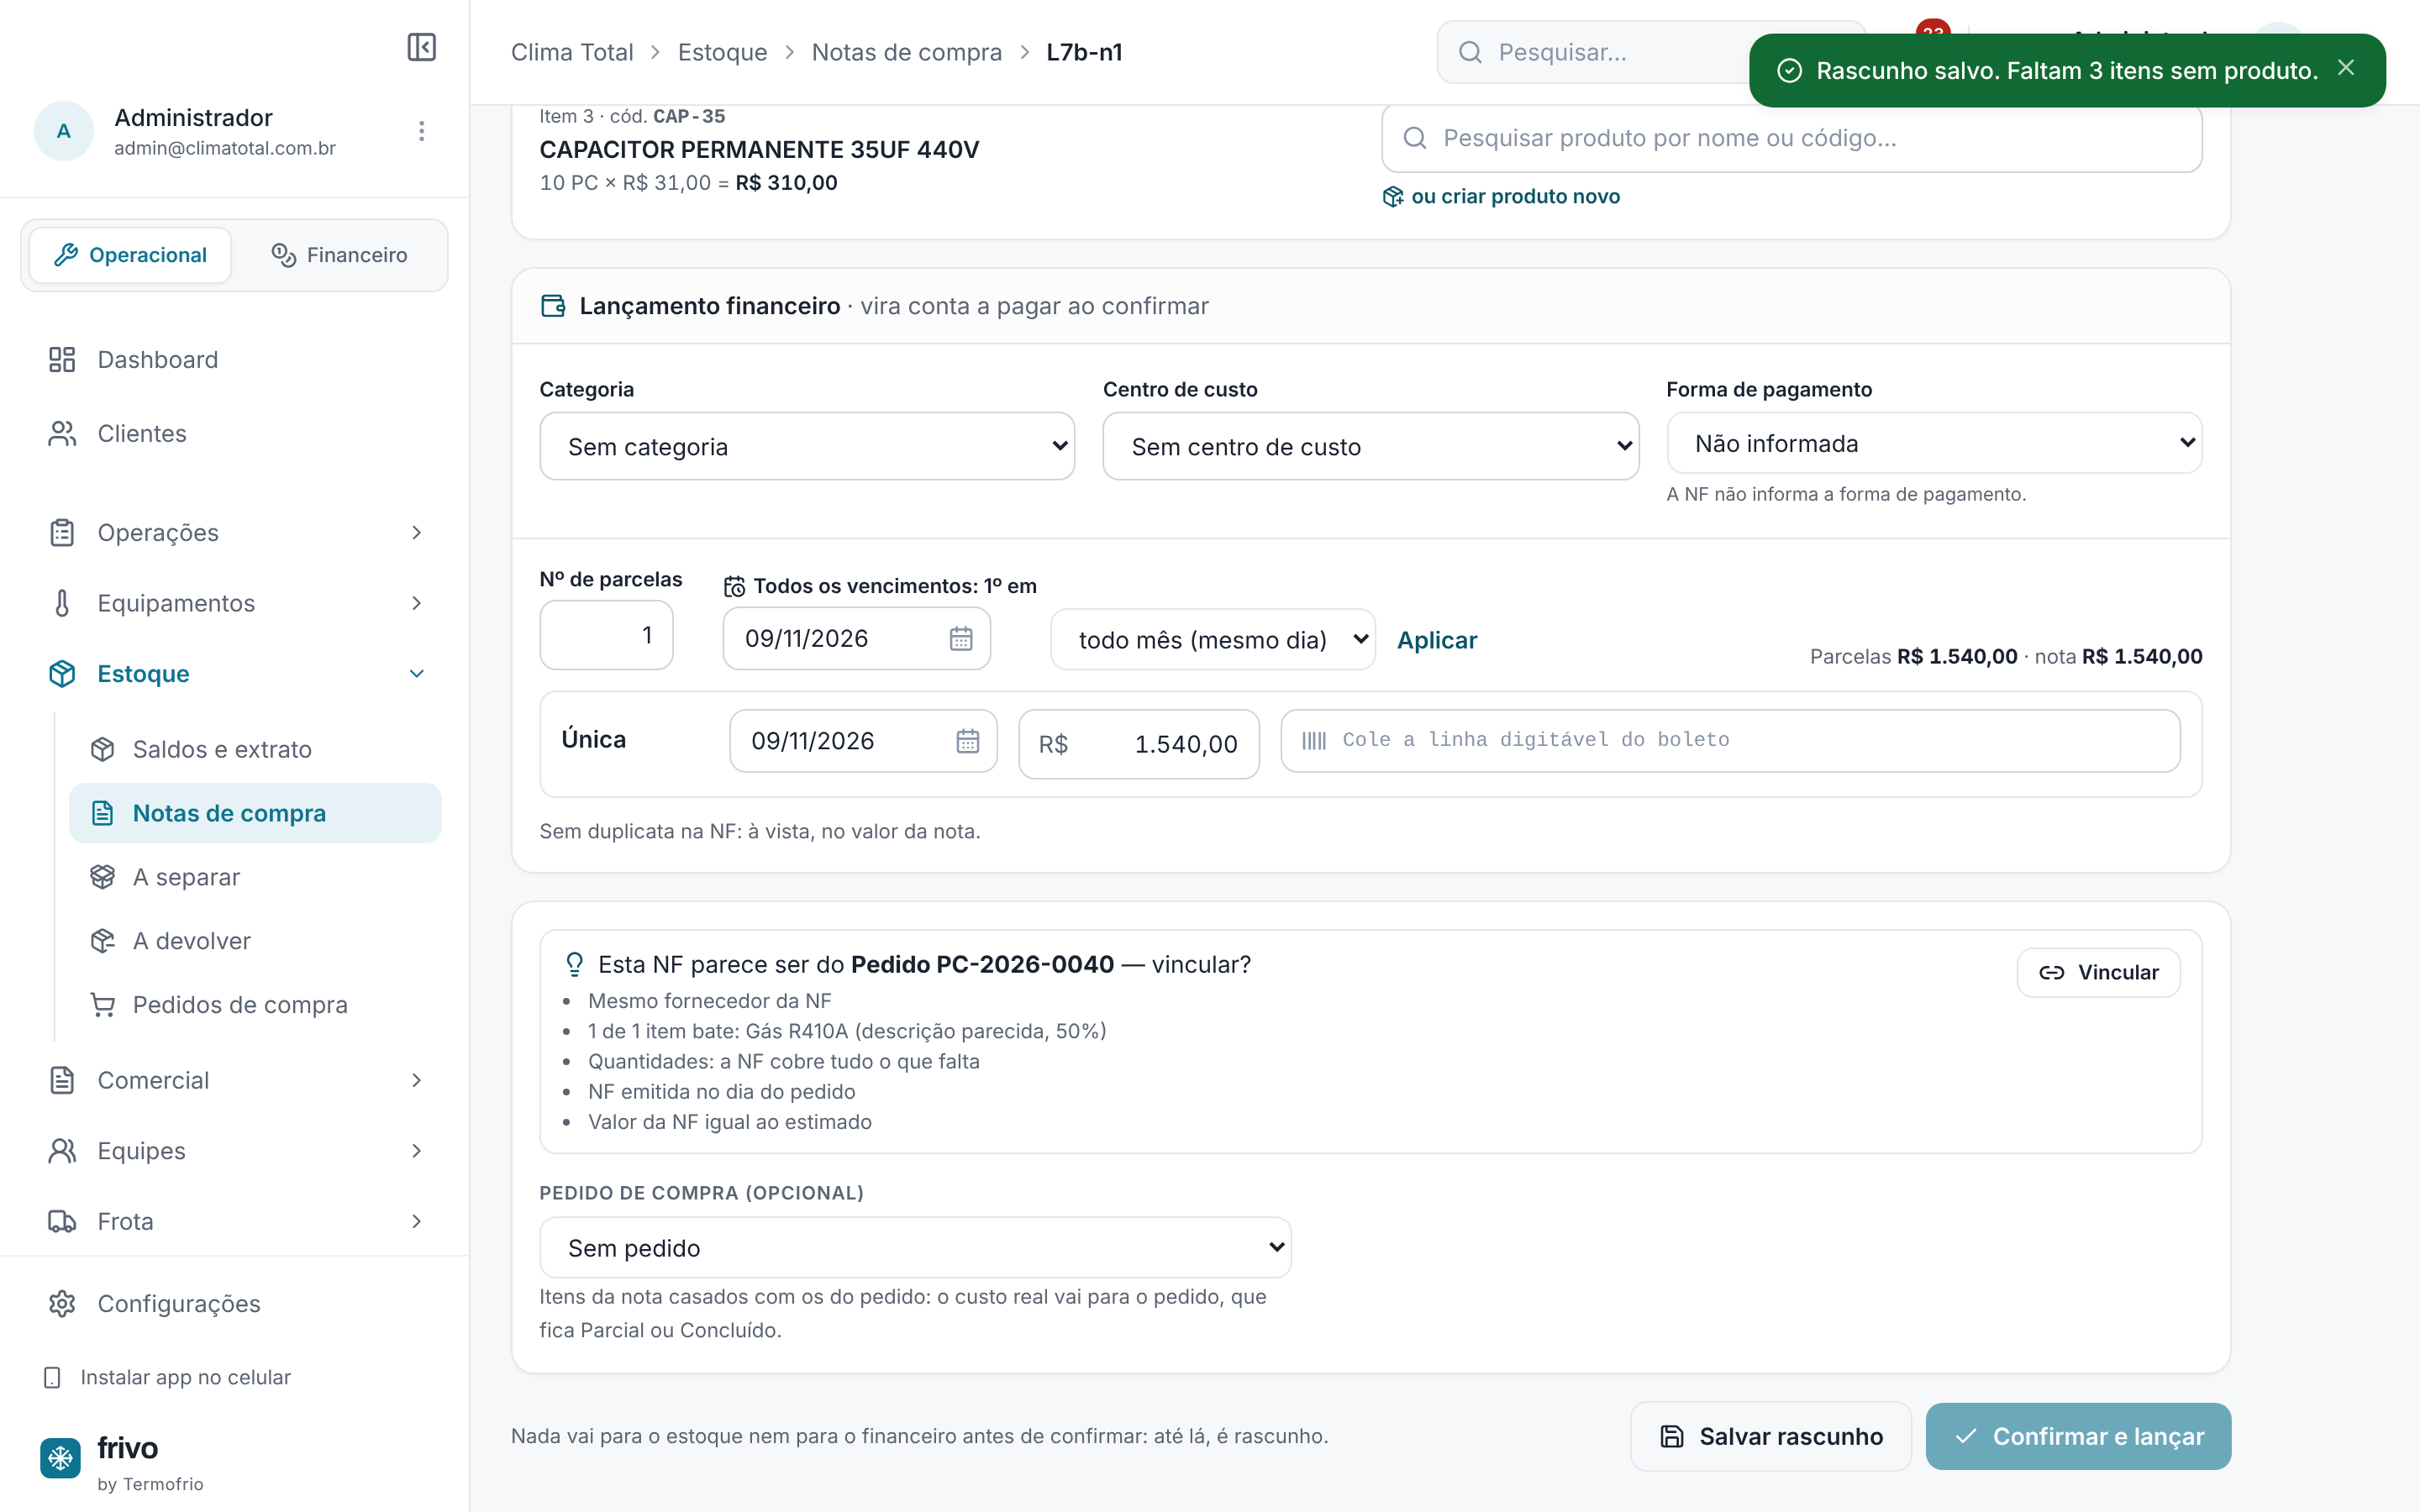 Clima Total > Estoque > Notas de compra > L7b-n1
Pesquisar...
Rascunho salvo. Faltam 3 itens sem produto.
A
Administrador
admin@climatotal.com.br
Operacional
Financeiro
Dashboard
Clientes
Operações
Equipamentos
Estoque
Saldos e extrato
Notas de compra
A separar
A devolver
Pedidos de compra
Comercial
Equipes
Frota
Configurações
Instalar app no celular
frivo
by Termofrio
Item 3 · cód. CAP-35
CAPACITOR PERMANENTE 35UF 440V
10 PC × R$ 31,00 = R$ 310,00
Pesquisar produto por nome ou código...
ou criar produto novo
Lançamento financeiro · vira conta a pagar ao confirmar
Categoria
Sem categoria
Centro de custo
Sem centro de custo
Forma de pagamento
Não informada
A NF não informa a forma de pagamento.
Nº de parcelas
1
Todos os vencimentos: 1º em
09/11/2026
todo mês (mesmo dia)
Aplicar
Parcelas R$ 1.540,00 · nota R$ 1.540,00
Única
09/11/2026
R$ 1.540,00
Cole a linha digitável do boleto
Sem duplicata na NF: à vista, no valor da nota.
Esta NF parece ser do Pedido PC-2026-0040 — vincular?
Vincular
• Mesmo fornecedor da NF
• 1 de 1 item bate: Gás R410A (descrição parecida, 50%)
• Quantidades: a NF cobre tudo o que falta
• NF emitida no dia do pedido
• Valor da NF igual ao estimado
PEDIDO DE COMPRA (OPCIONAL)
Sem pedido
Itens da nota casados com os do pedido: o custo real vai para o pedido, que
fica Parcial ou Concluído.
Nada vai para o estoque nem para o financeiro antes de confirmar: até lá, é rascunho.
Salvar rascunho
Confirmar e lançar